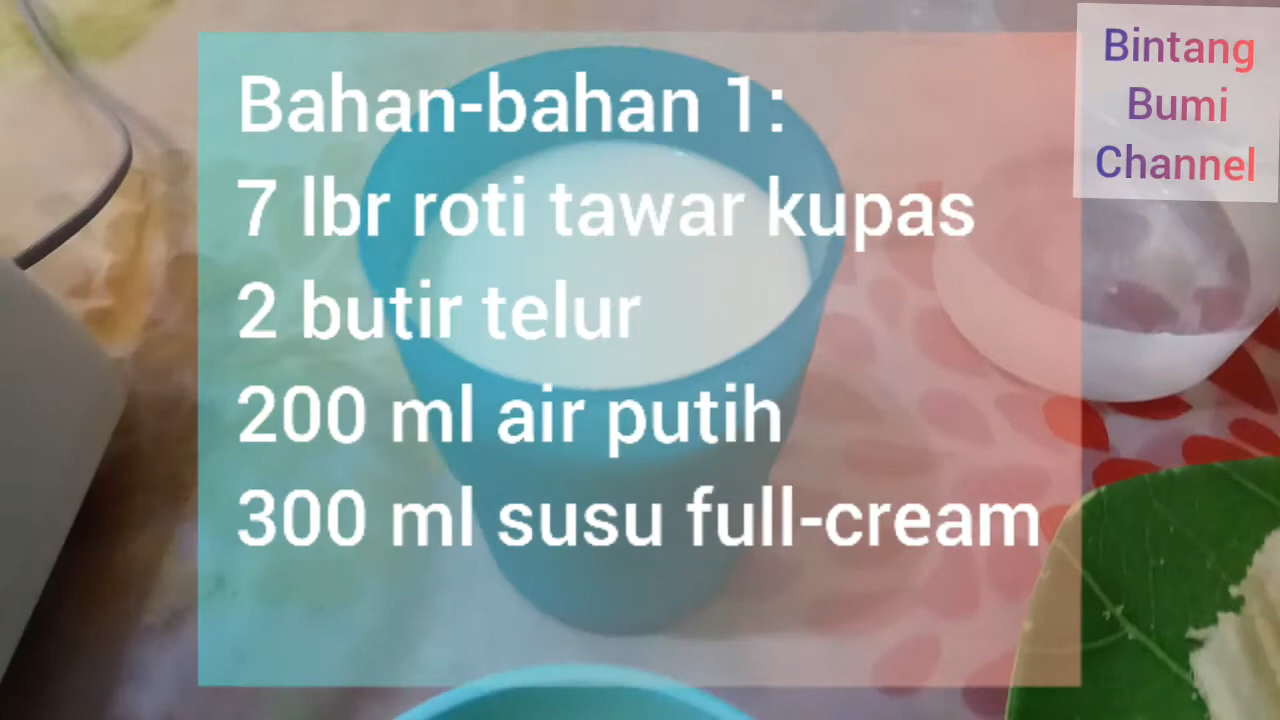 Bahan-bahan 1:
7 lbr roti tawar kupas
2 butir telur
200 ml air putih
300 ml susu full-cream
Bintang
Bumi
Channel